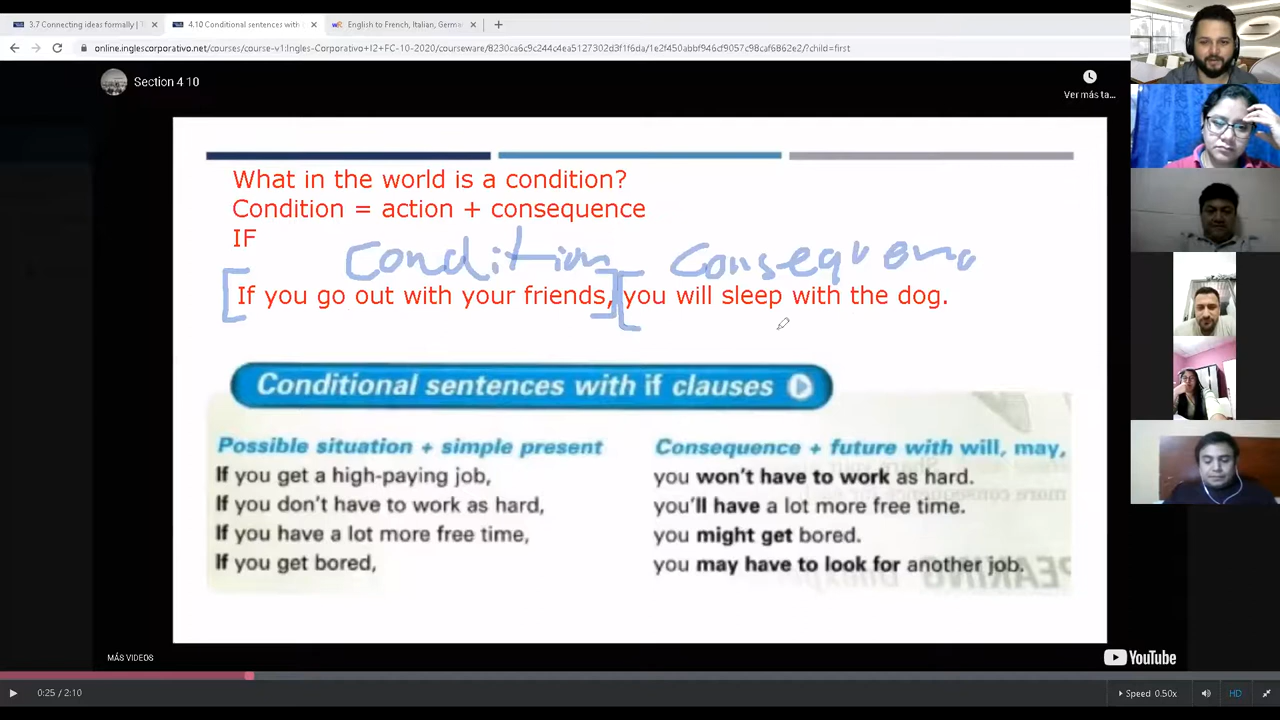 3.7 Connecting ideas formally | T
4.10 Conditional sentences with
English to French, Italian, German
online.inglescorporativo.net/courses/course-v1:Ingles-Corporativo+I2+FC-10-2020/courseware/8230ca6c9c244c4ea5127302d3f1f6da/1e2f450abbf946cf9057c98caf6862e2/?child=first
Section 4 10
Ver más ta...
What in the world is a condition?
Condition = action + consequence
IF
Condition Consequenc
If you go out with your friends, you will sleep with the dog.
Conditional sentences with if clauses
Possible situation + simple present
Consequence + future with will, may,
If you get a high-paying job,
you won't have to work as hard.
If you don't have to work as hard,
you'll have a lot more free time.
If you have a lot more free time,
you might get bored.
If you get bored,
you may have to look for another job.
MÁS VIDEOS
YouTube
0:25 / 2:10
Speed 0.50x
HD